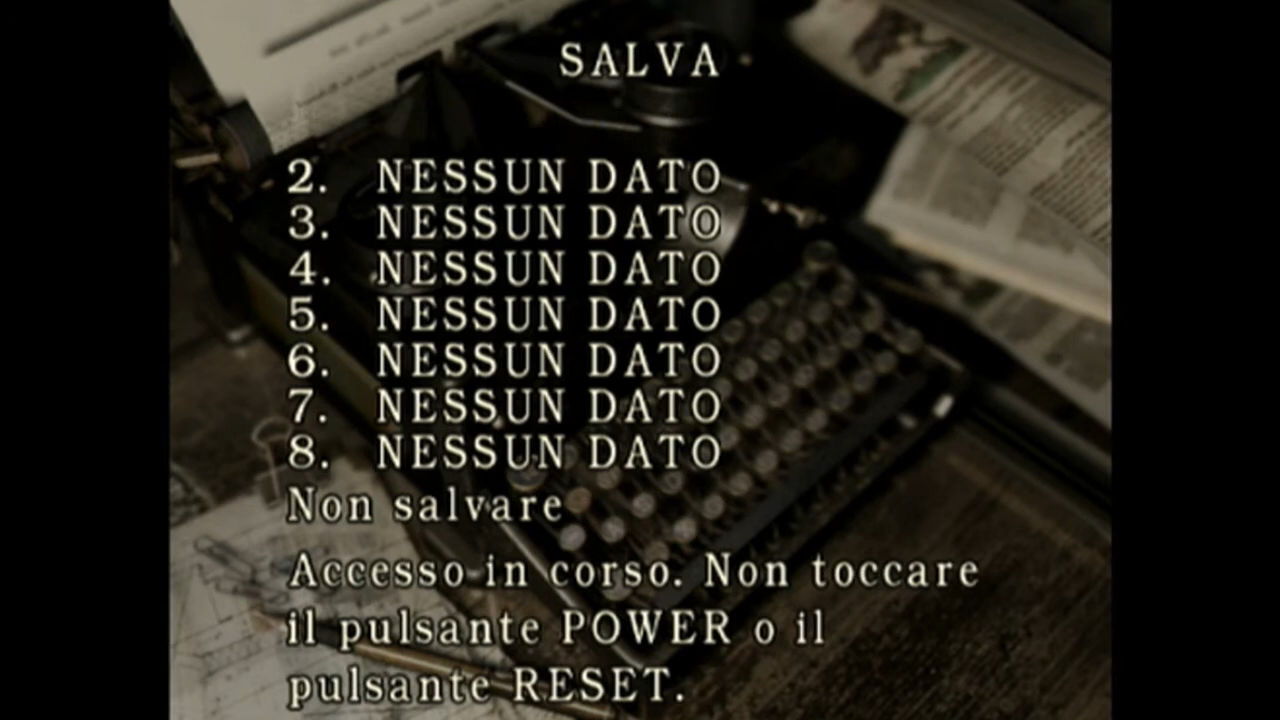 SALVA
2. NESSUN DATO
3. NESSUN DATO
4. NESSUN DATO
5. NESSUN DATO
6. NESSUN DATO
7. NESSUN DATO
8. NESSUN DATO
Non salvare
Accesso in corso. Non toccare
il pulsante POWER o il
pulsante RESET.